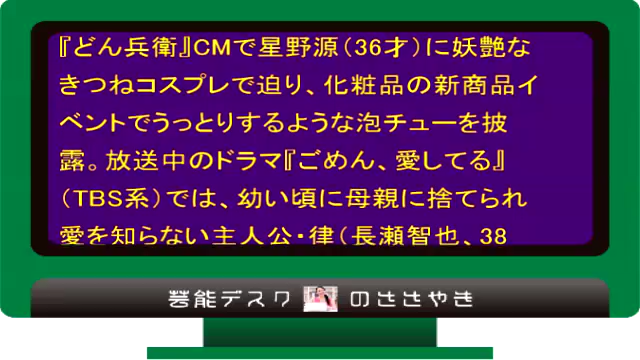 『どん兵衛』CMで星野源（36才）に妖艶な
きつねコスプレで迫り、化粧品の新商品イ
ベントでうっとりするような泡チューを披
露。放送中のドラマ『ごめん、愛してる』
（TBS系）では、幼い頃に母親に捨てられ
愛を知らない主人公・律（長瀬智也、38
芸能デスク のささやき